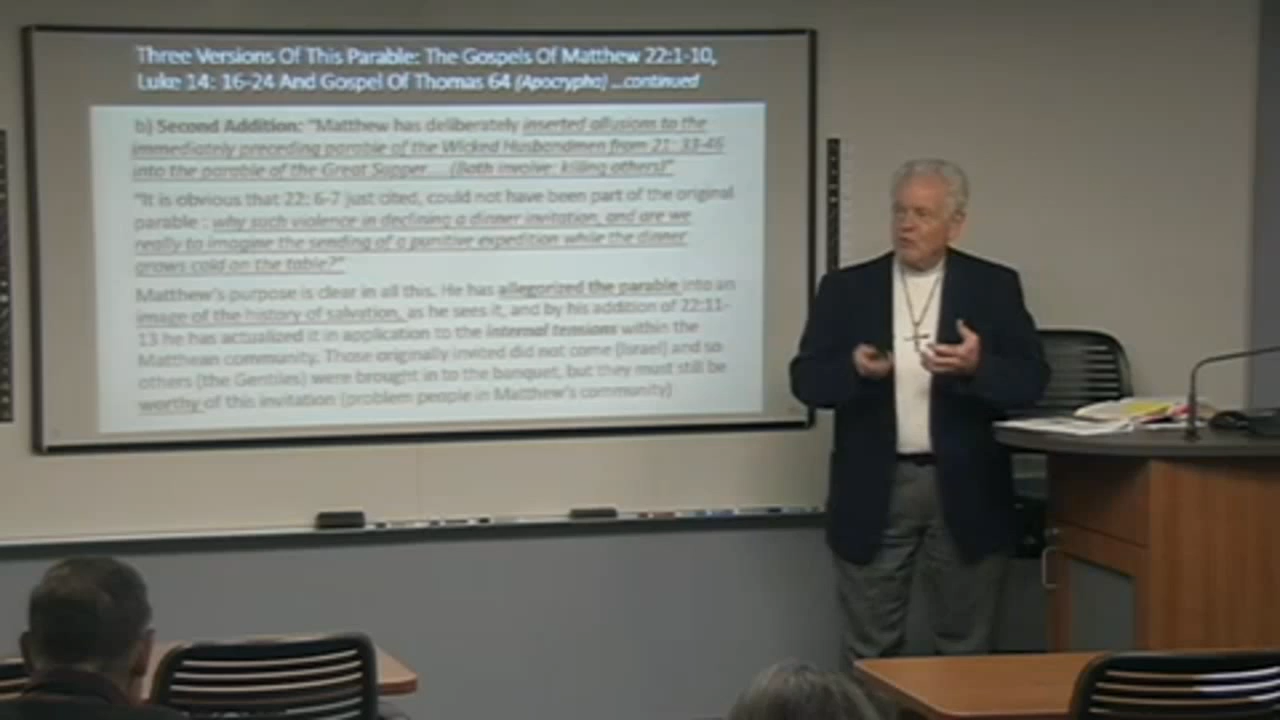 Three Versions Of This Parable: The Gospels Of Matthew 22:1-10,
Luke 14: 16-24 And Gospel Of Thomas 64 (Apocrypha) ...continued
b) Second Addition: "Matthew has deliberately inserted allusions to the
immediately preceding parable of the Wicked Husbandmen from 21: 33-46
into the parable of the Great Supper... (Both involve: killing others)"
"It is obvious that 22: 6-7 just cited, could not have been part of the original
parable : why such violence in declining a dinner invitation, and are we
really to imagine the sending of a punitive expedition while the dinner
grows cold on the table?"
Matthew's purpose is clear in all this. He has allegorized the parable into an
image of the history of salvation, as he sees it, and by his addition of 22:11-
13 he has actualized it in application to the internal tensions within the
Matthean community. Those originally invited did not come (Israel) and so
others (the Gentiles) were brought in to the banquet, but they must still be
worthy of this invitation (problem people in Matthew's community)